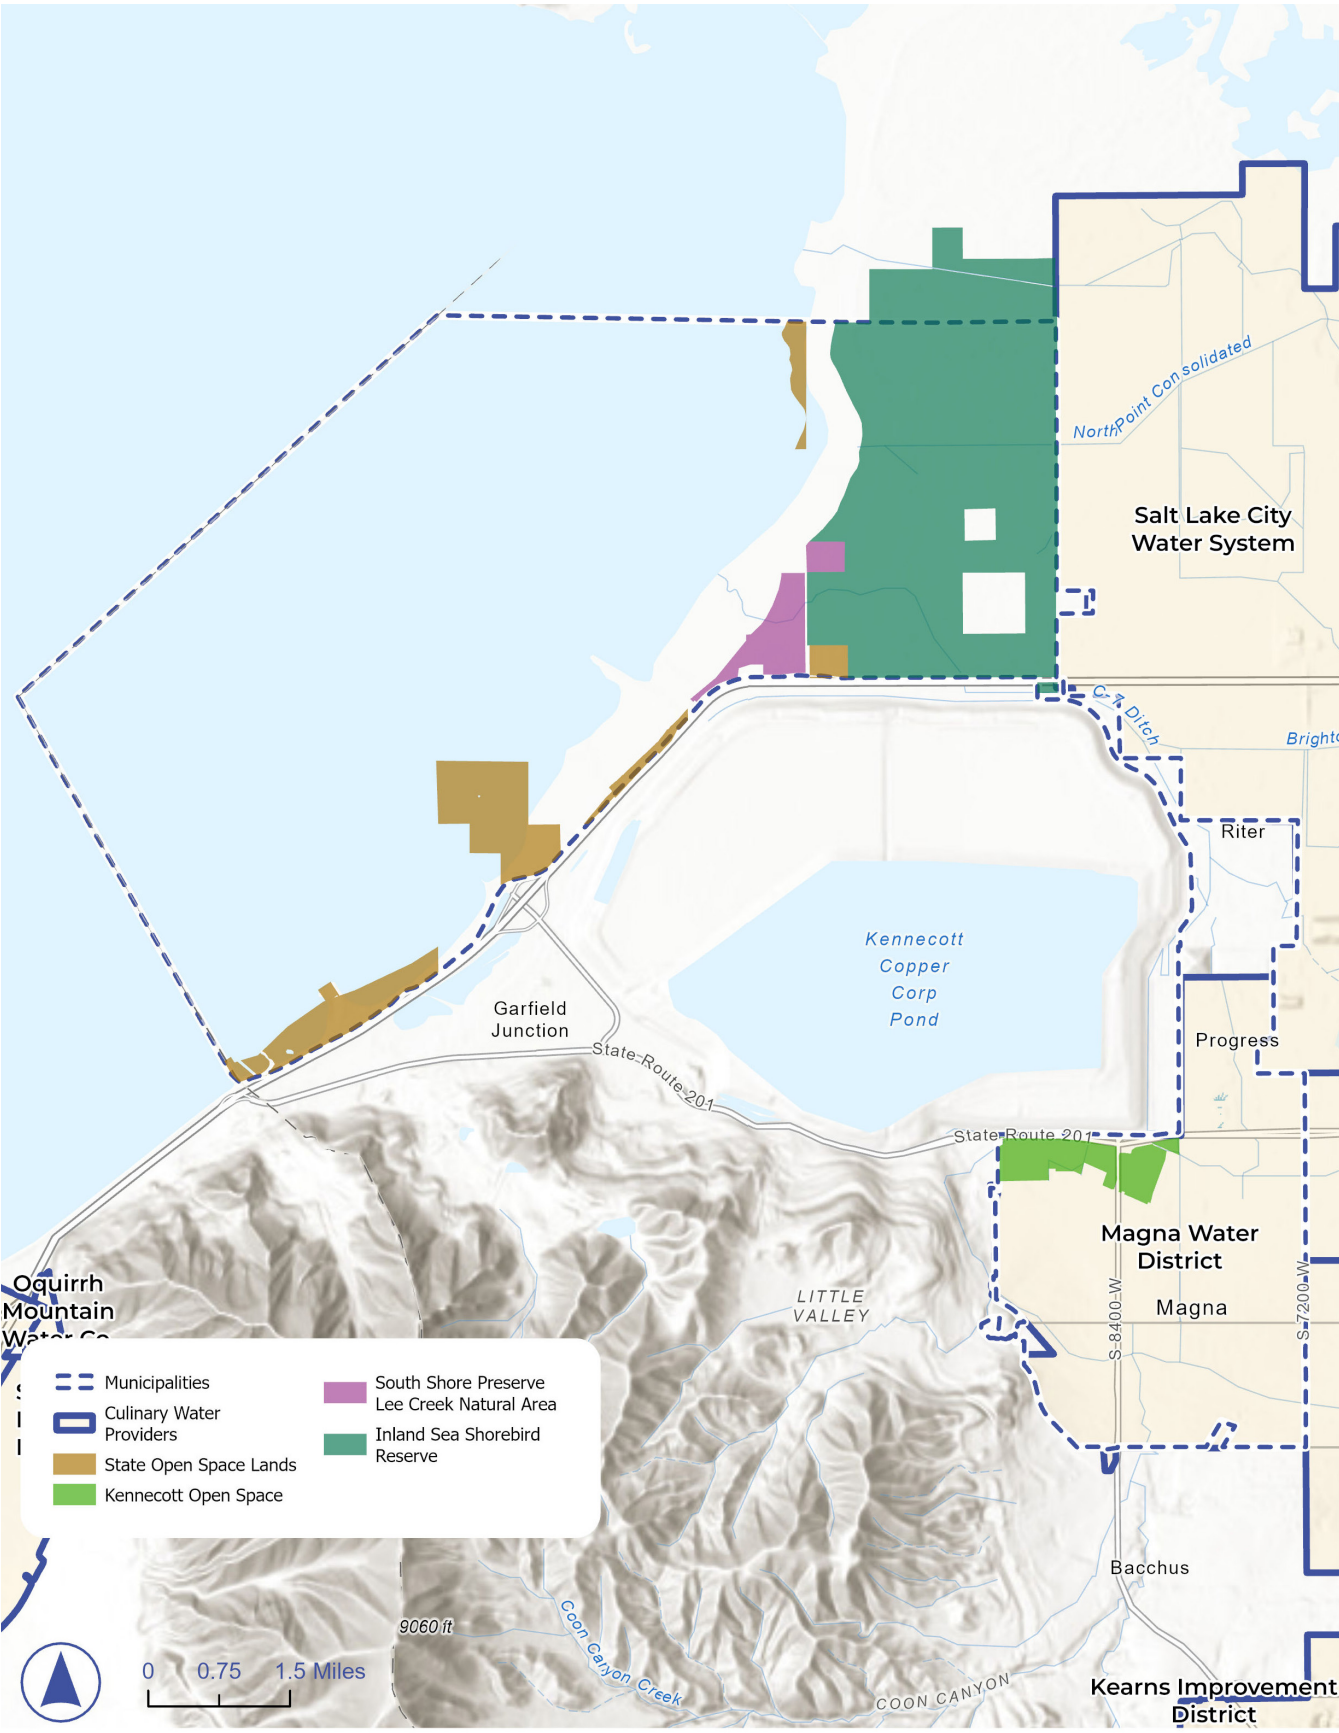 North Point Consolidated
Salt Lake City
Water System
C-7 Ditch
Brighto
Riter
Kennecott
Copper
Corp
Pond
Garfield
Junction
Progress
State Route 201
State Route 201
Magna Water
District
Magna
S 8400 W
S 7200 W
LITTLE
VALLEY
Oquirrh
Mountain
Water Co
Municipalities
Culinary Water
Providers
State Open Space Lands
Kennecott Open Space
South Shore Preserve
Lee Creek Natural Area
Inland Sea Shorebird
Reserve
Bacchus
9060 ft
Coon Canyon Creek
COON CANYON
0 0.75 1.5 Miles
Kearns Improvement
District